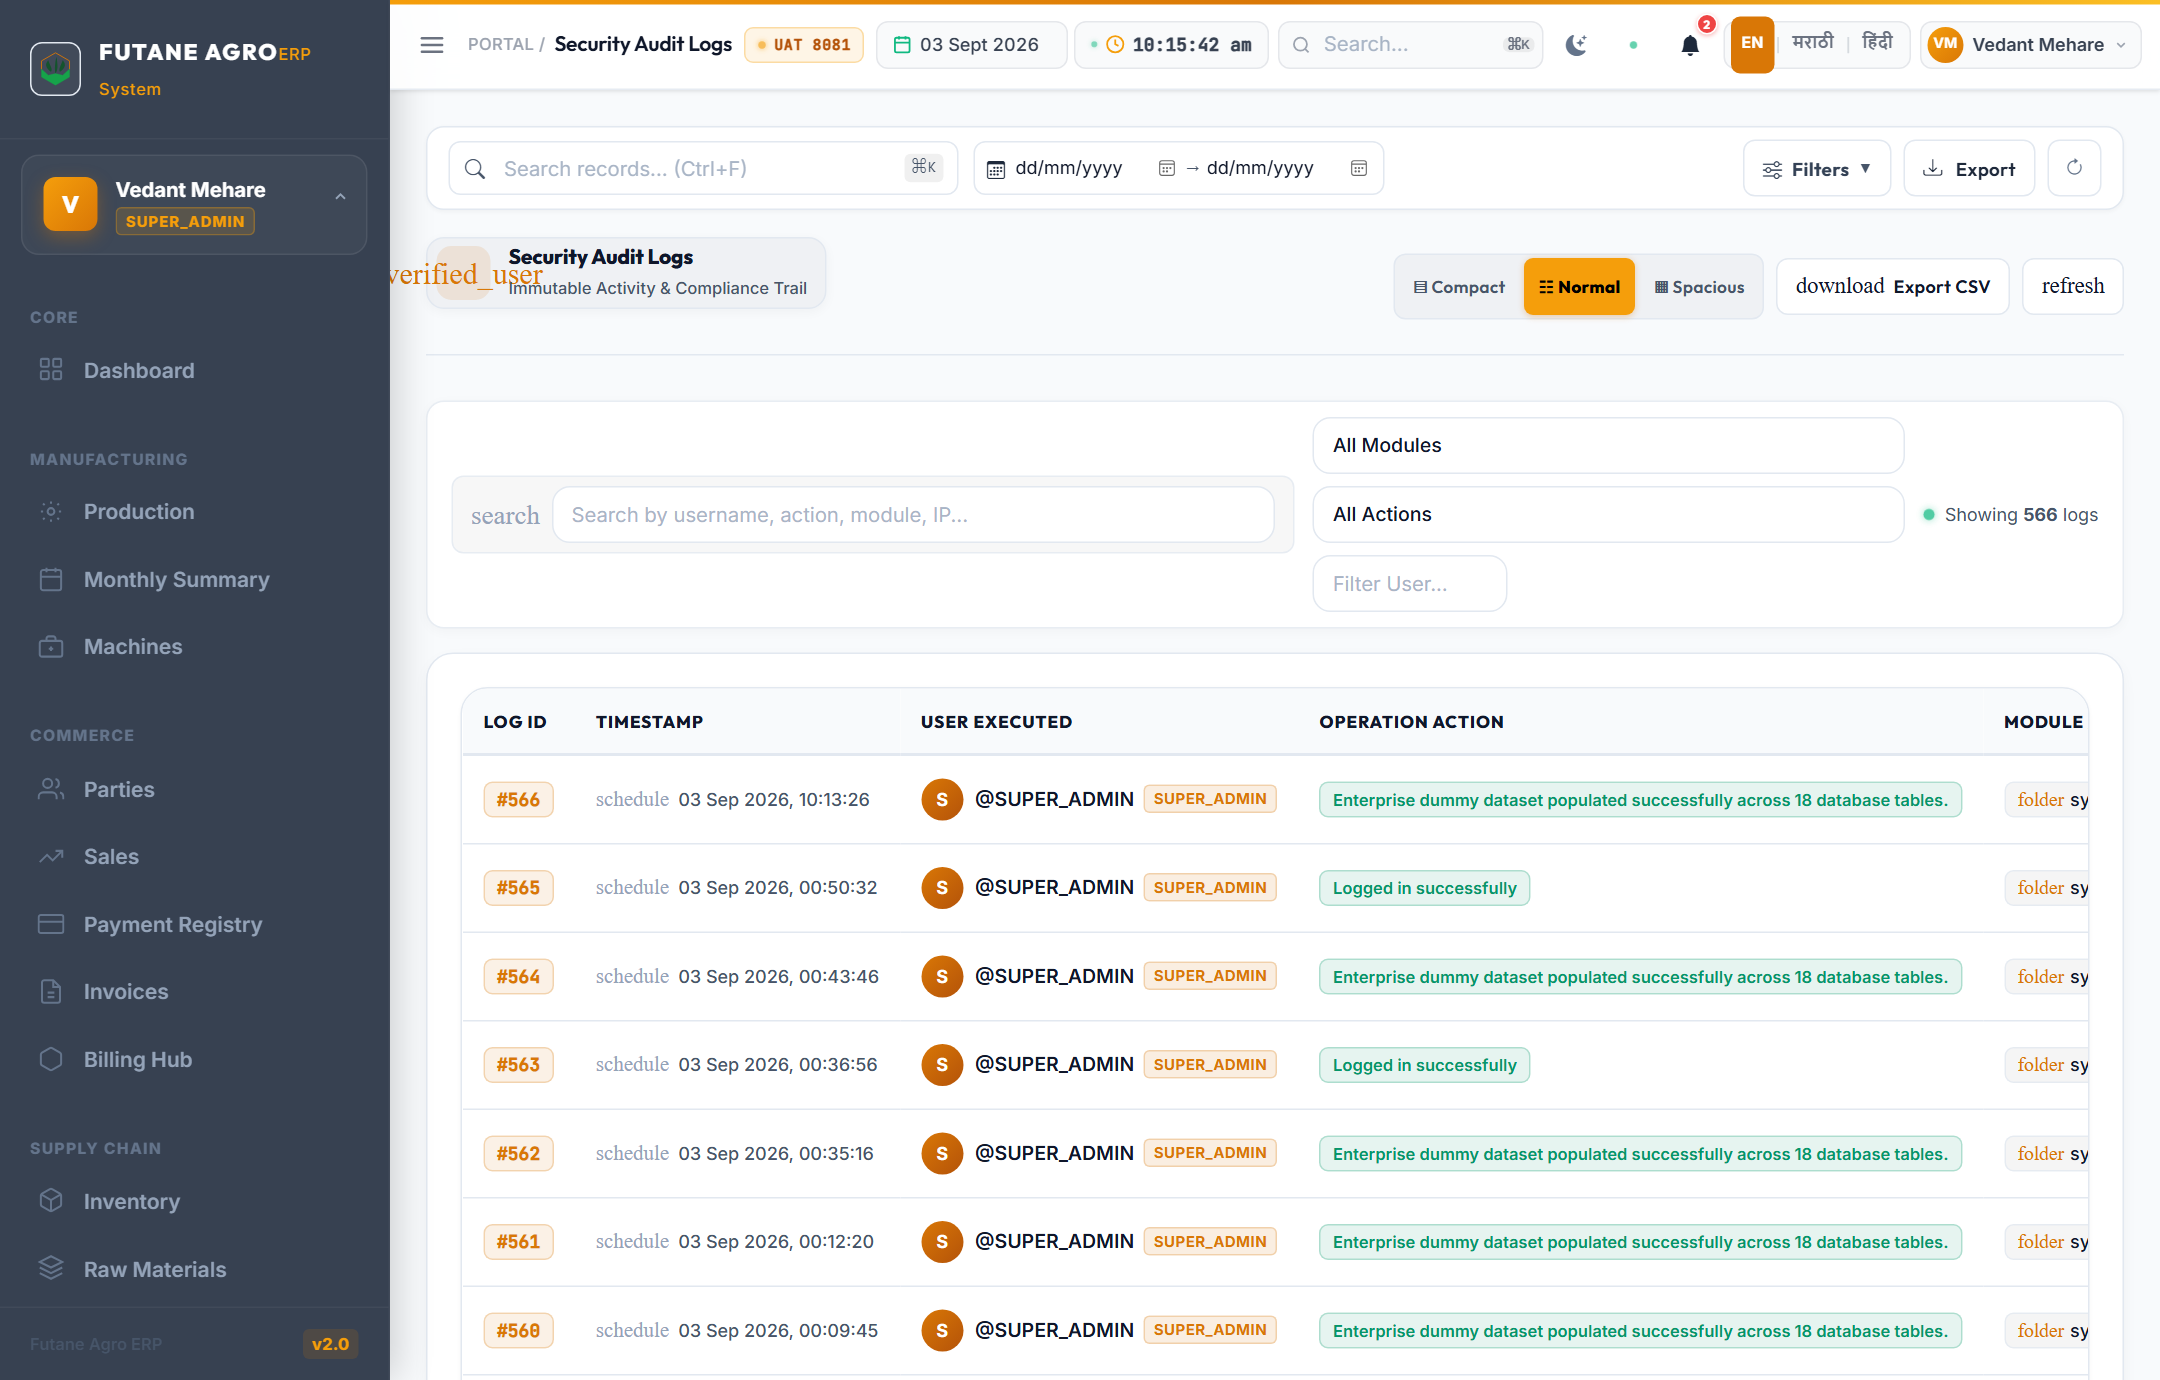 FUTANE AGROERP
System
V
Vedant Mehare
SUPER_ADMIN
CORE
Dashboard
MANUFACTURING
Production
Monthly Summary
Machines
COMMERCE
Parties
Sales
Payment Registry
Invoices
Billing Hub
SUPPLY CHAIN
Inventory
Raw Materials
Futane Agro ERP
v2.0
PORTAL / Security Audit Logs
UAT 8081
03 Sept 2026
10:15:42 am
Search...
⌘K
2
EN | मराठी | हिंदी
VM Vedant Mehare
Search records... (Ctrl+F)
⌘K
dd/mm/yyyy → dd/mm/yyyy
Filters ▼
Export
verified_user
Security Audit Logs
Immutable Activity & Compliance Trail
Compact
Normal
Spacious
download Export CSV
refresh
search Search by username, action, module, IP...
All Modules
All Actions
Filter User...
Showing 566 logs
LOG ID TIMESTAMP USER EXECUTED OPERATION ACTION MODULE
#566 schedule 03 Sep 2026, 10:13:26 S @SUPER_ADMIN SUPER_ADMIN Enterprise dummy dataset populated successfully across 18 database tables. folder sy
#565 schedule 03 Sep 2026, 00:50:32 S @SUPER_ADMIN SUPER_ADMIN Logged in successfully folder sy
#564 schedule 03 Sep 2026, 00:43:46 S @SUPER_ADMIN SUPER_ADMIN Enterprise dummy dataset populated successfully across 18 database tables. folder sy
#563 schedule 03 Sep 2026, 00:36:56 S @SUPER_ADMIN SUPER_ADMIN Logged in successfully folder sy
#562 schedule 03 Sep 2026, 00:35:16 S @SUPER_ADMIN SUPER_ADMIN Enterprise dummy dataset populated successfully across 18 database tables. folder sy
#561 schedule 03 Sep 2026, 00:12:20 S @SUPER_ADMIN SUPER_ADMIN Enterprise dummy dataset populated successfully across 18 database tables. folder sy
#560 schedule 03 Sep 2026, 00:09:45 S @SUPER_ADMIN SUPER_ADMIN Enterprise dummy dataset populated successfully across 18 database tables. folder sy